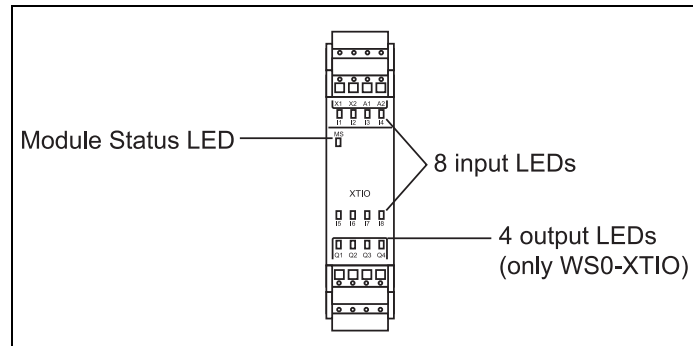 X1 X2 A1 A2
I1 I2 I3 I4
MS
Module Status LED
8 input LEDs
XTIO
I5 I6 I7 I8
4 output LEDs
(only WS0-XTIO)
Q1 Q2 Q3 Q4